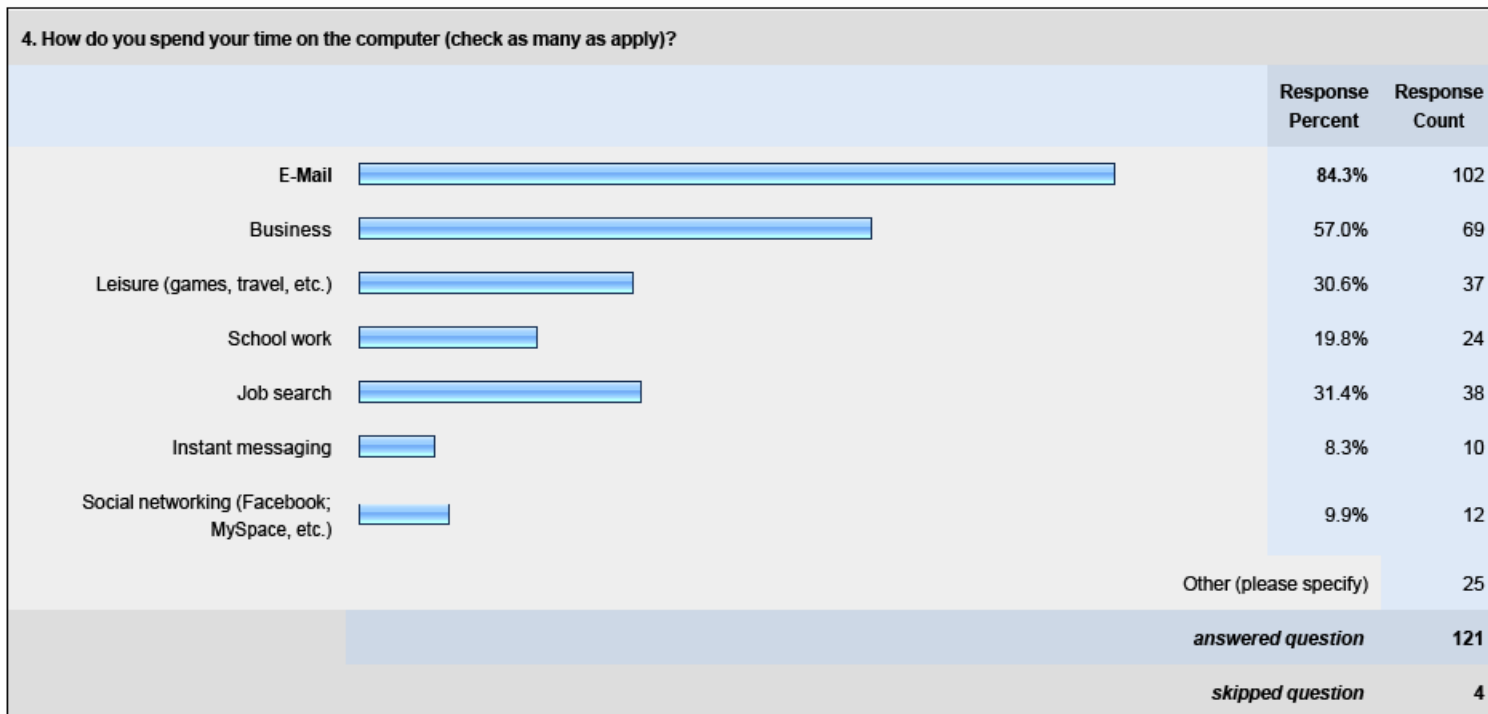 4. How do you spend your time on the computer (check as many as apply)?
Response Percent Response Count
E-Mail 84.3% 102
Business 57.0% 69
Leisure (games, travel, etc.) 30.6% 37
School work 19.8% 24
Job search 31.4% 38
Instant messaging 8.3% 10
Social networking (Facebook;
MySpace, etc.) 9.9% 12
Other (please specify) 25
answered question 121
skipped question 4